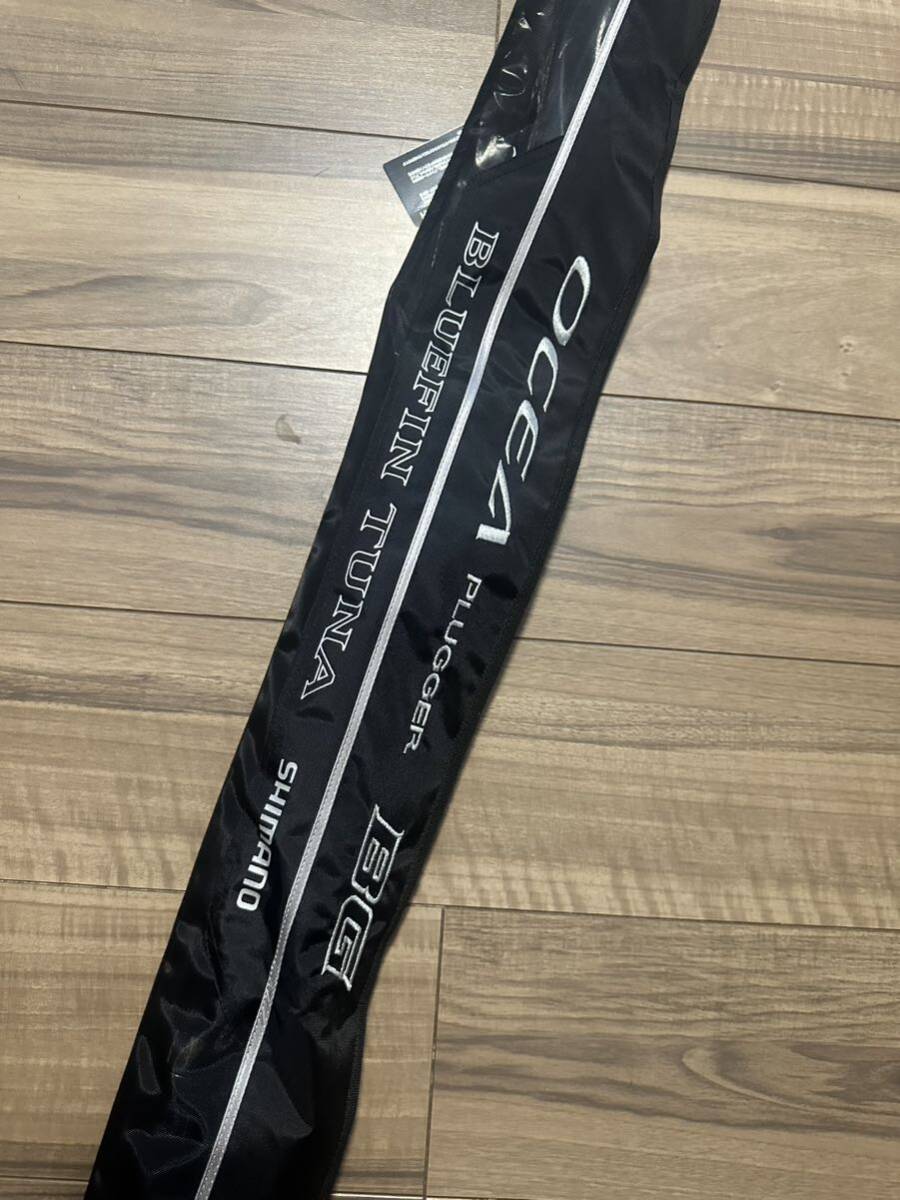 OCEA
PLUGGER
BG
BLUEFIN TUNA
SHIMANO